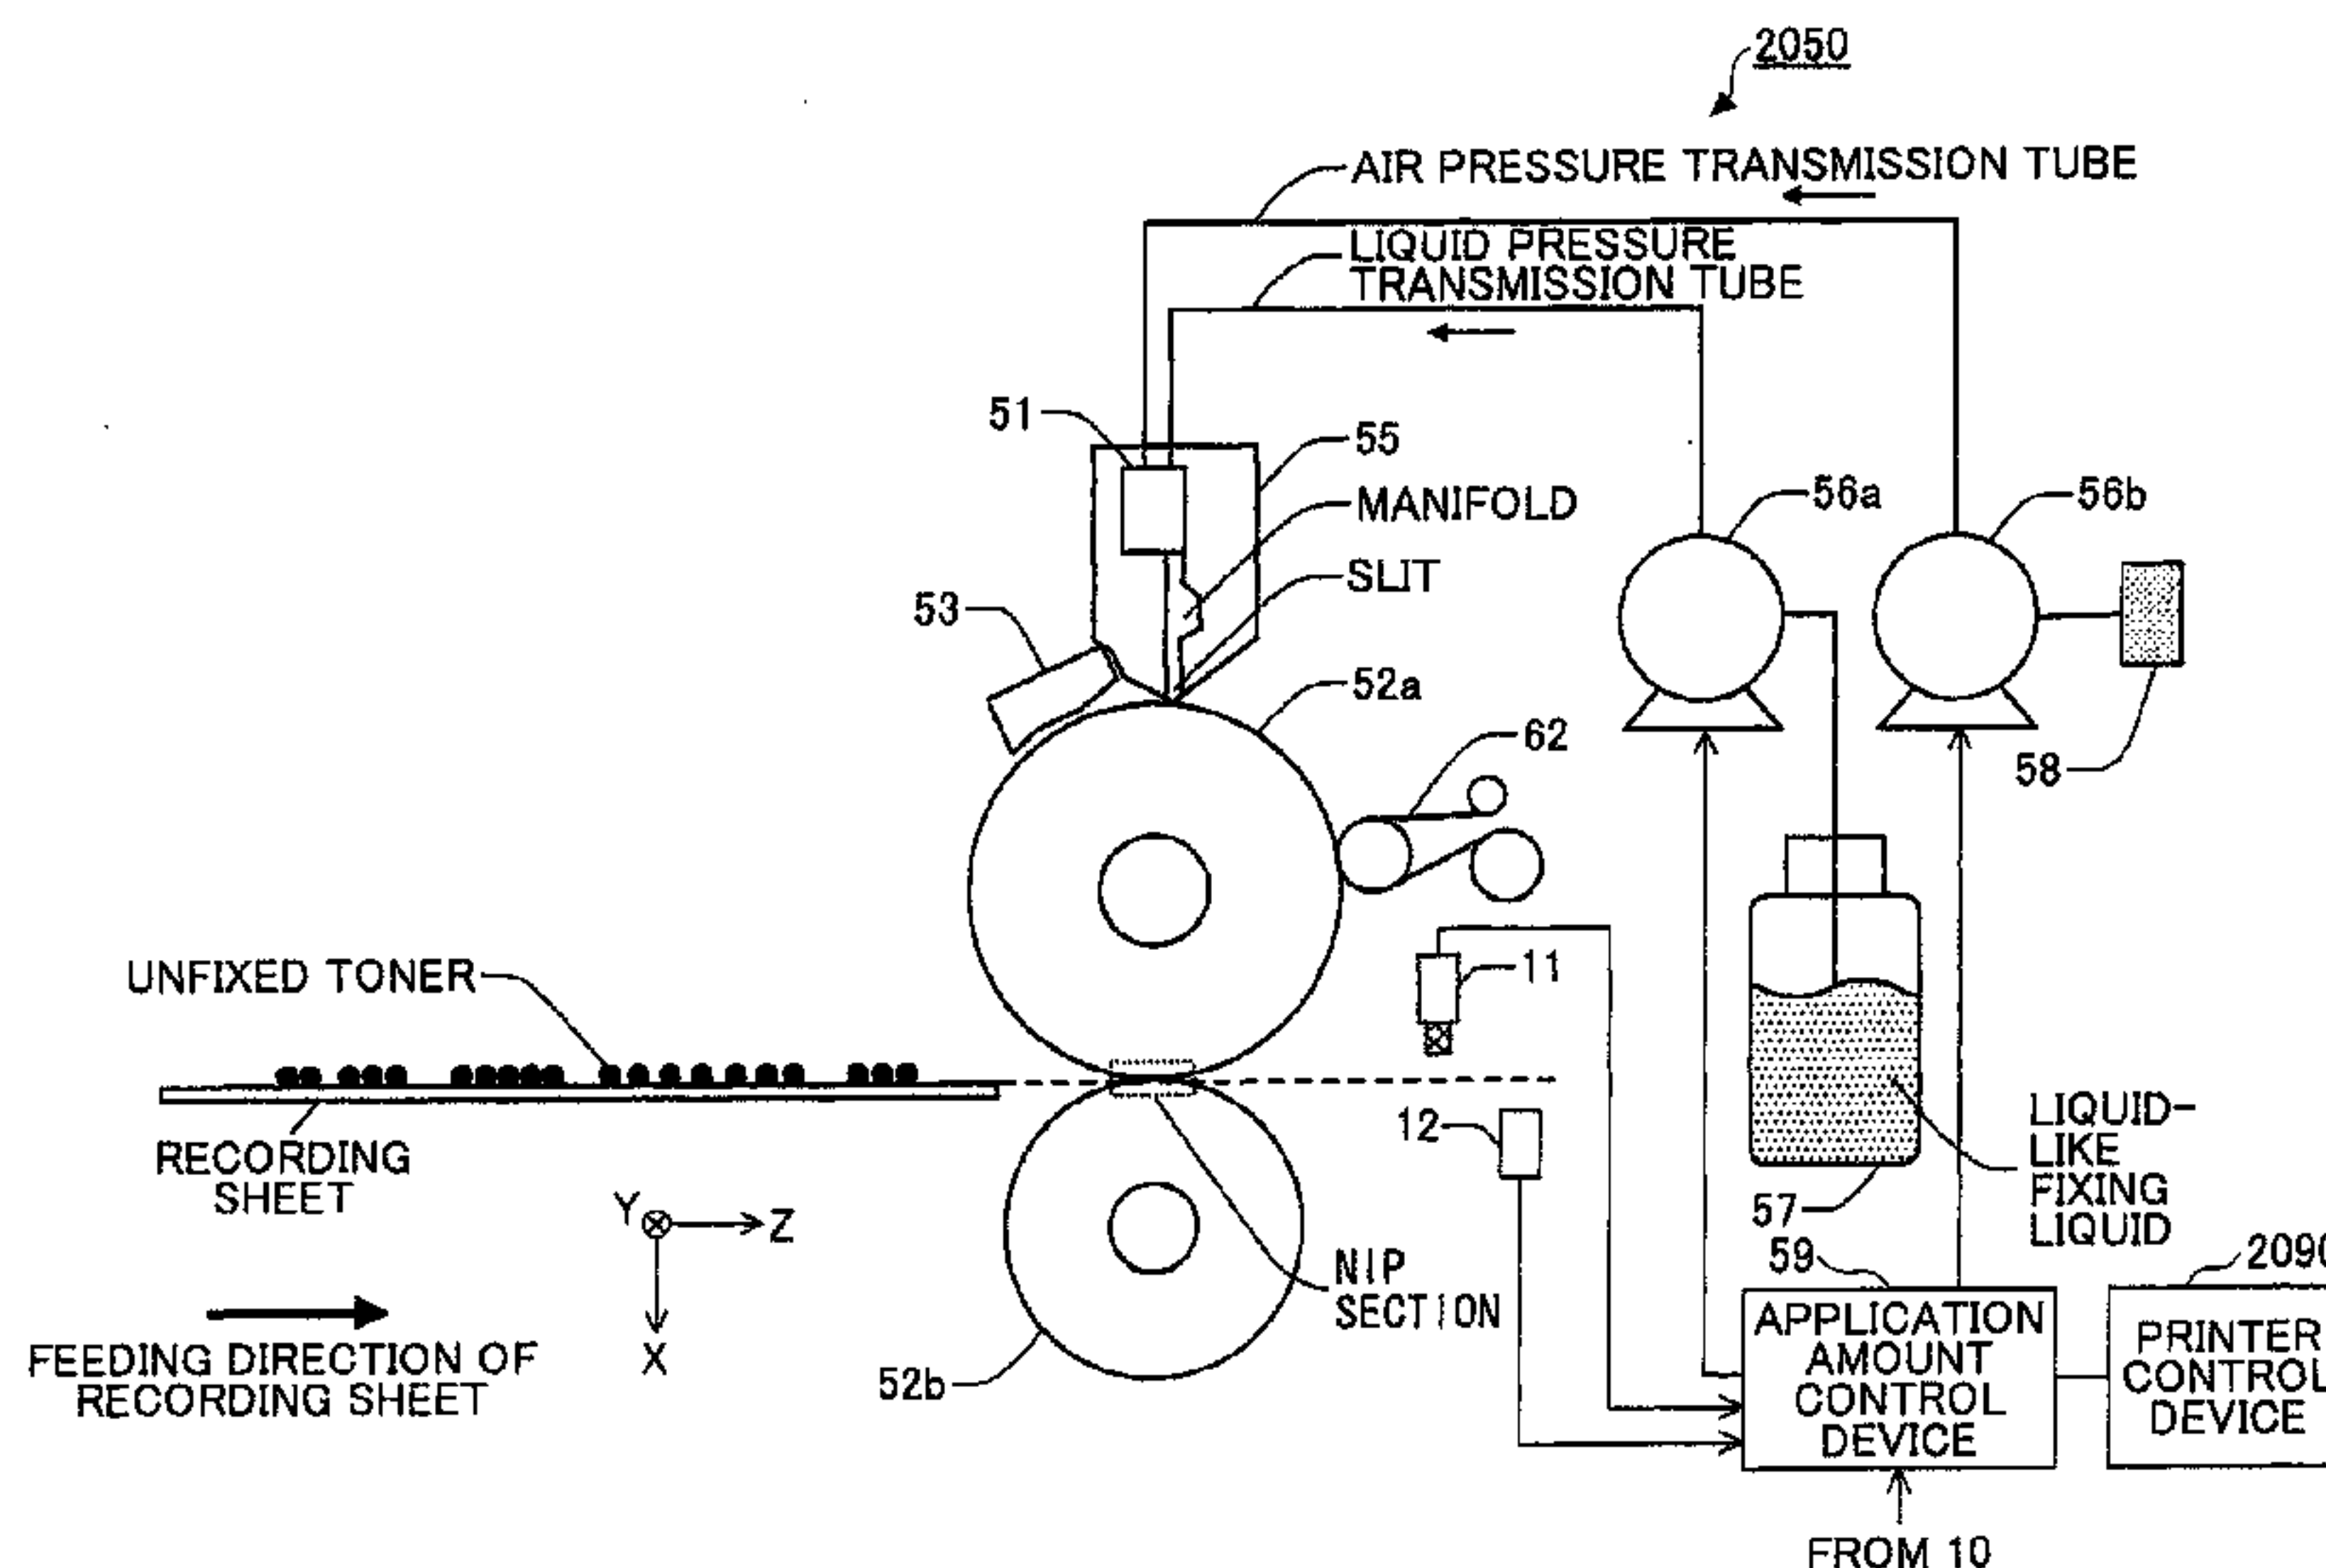 2050
AIR PRESSURE TRANSMISSION TUBE
LIQUID PRESSURE
TRANSMISSION TUBE
51
55
MANIFOLD
56a
56b
SLIT
53
52a
62
58
UNFIXED TONER
11
RECORDING
SHEET
12
LIQUID-
LIKE
FIXING
LIQUID
57
Y
Z
X
NIP
SECTION
59
2090
FEEDING DIRECTION OF
RECORDING SHEET
52b
APPLICATION
AMOUNT
CONTROL
DEVICE
PRINTER
CONTROL
DEVICE
FROM 10